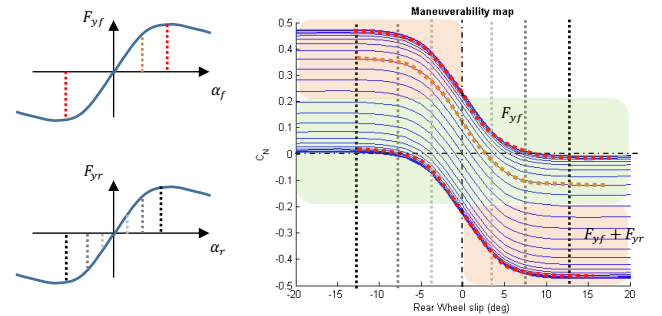 F_yf
α_f
F_yr
α_r
Maneuverability map
0.5
0.4
0.3
0.2
0.1
0
-0.1
-0.2
-0.3
-0.4
-0.5
C_N
F_yf
F_yf + F_yr
-20 -15 -10 -5 0 5 10 15 20
Rear Wheel slip (deg)